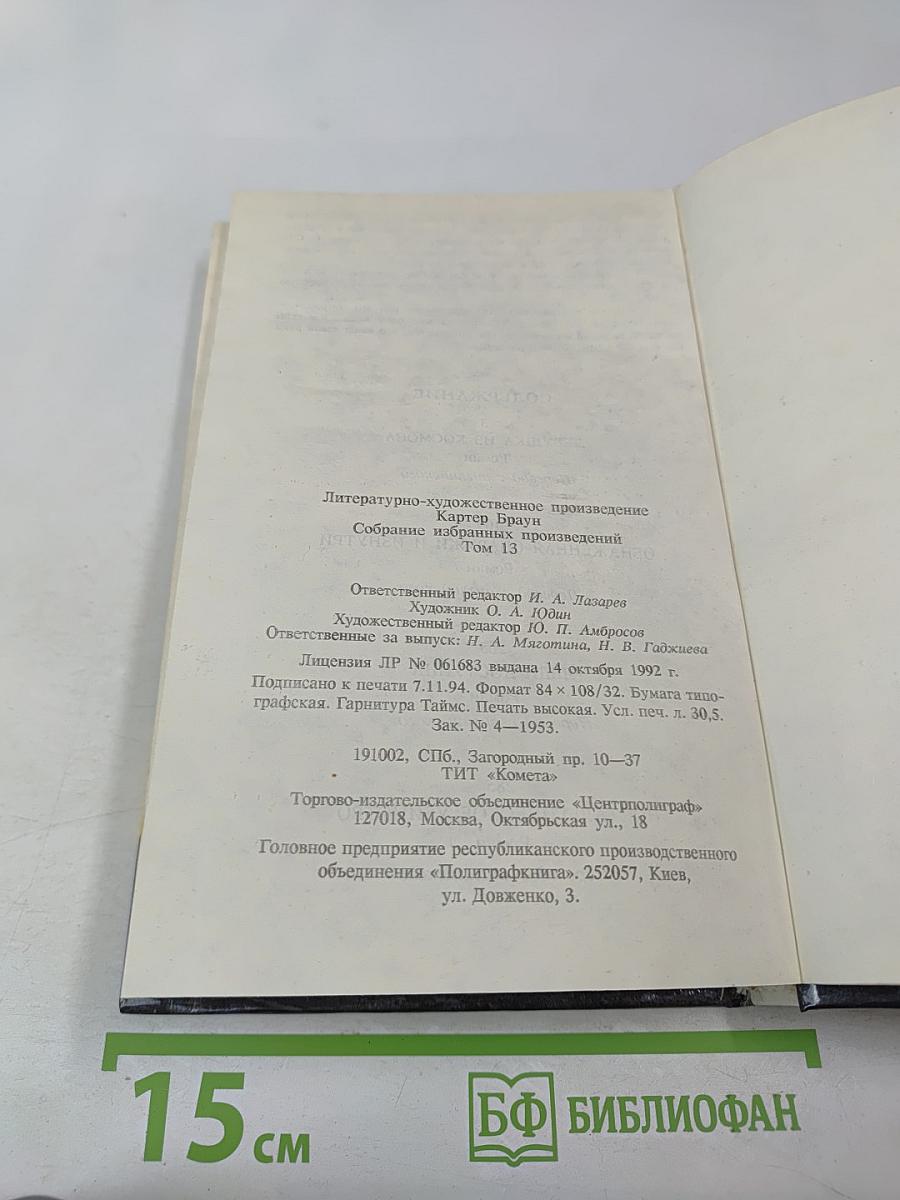 Литературно-художественное произведение
Картер Браун
Собрание избранных произведений
Том 13
Ответственный редактор И. А. Лазарев
Художник О. А. Юдин
Художественный редактор Ю. П. Амбросов
Ответственные за выпуск: Н. А. Мяготина, Н. В. Гаджиева
Лицензия ЛР № 061683 выдана 14 октября 1992 г.
Подписано к печати 7.11.94. Формат 84 × 108/32. Бумага типо-
графская. Гарнитура Таймс. Печать высокая. Усл. печ. л. 30,5.
Зак. № 4—1953.
191002, СПб., Загородный пр. 10—37
ТИТ «Комета»
Торгово-издательское объединение «Центрполиграф»
127018, Москва, Октябрьская ул., 18
Головное предприятие республиканского производственного
объединения «Полиграфкнига». 252057, Киев,
ул. Довженко, 3.
15 см
БФ БИБЛИОФАН